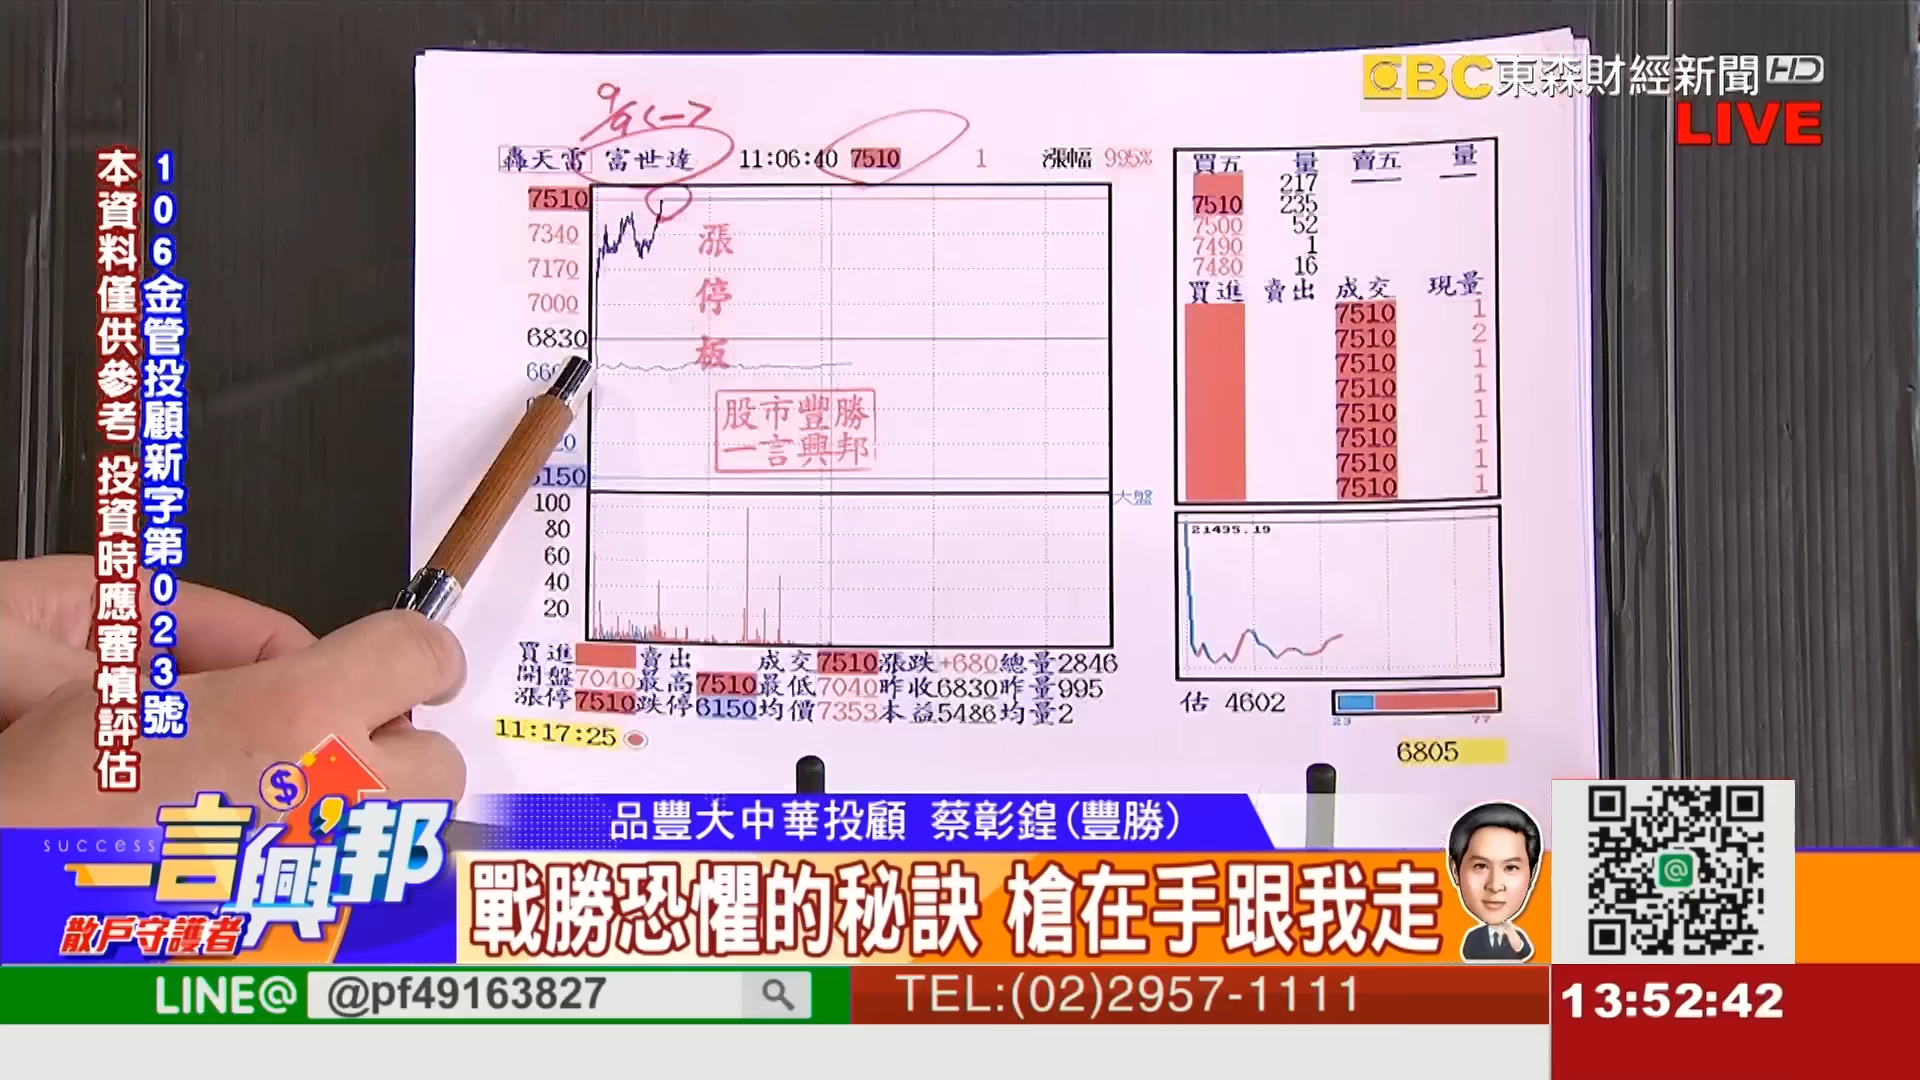 EBC東森財經新聞HD
LIVE
106金管投顧新字第023號
本資料僅供參考 投資時應審慎評估
9/9(一)
轟天雷 富世達 11:06:40 7510 1 漲幅 995%
7510
7340
7170
7000
6830
漲停板
股市豐勝
一言興邦
6150
大盤
100
80
60
40
20
買五 量 賣五 量
217
7510 235
7500 52
7490 1
7480 16
買進 賣出 成交 現量
7510 1
7510 2
7510 1
7510 1
7510 1
7510 1
7510 1
7510 1
21435.19
買進 賣出 成交7510漲跌+680總量2846
開盤7040最高7510最低7040昨收6830昨量995
漲停7510跌停6150均價7353本益5486均量2
估 4602
23 77
11:17:25
6805
品豐大中華投顧 蔡彰鍠(豐勝)
success
一言興邦
散戶守護者
戰勝恐懼的秘訣 槍在手跟我走
LINE@ @pf49163827
TEL:(02)2957-1111
13:52:42